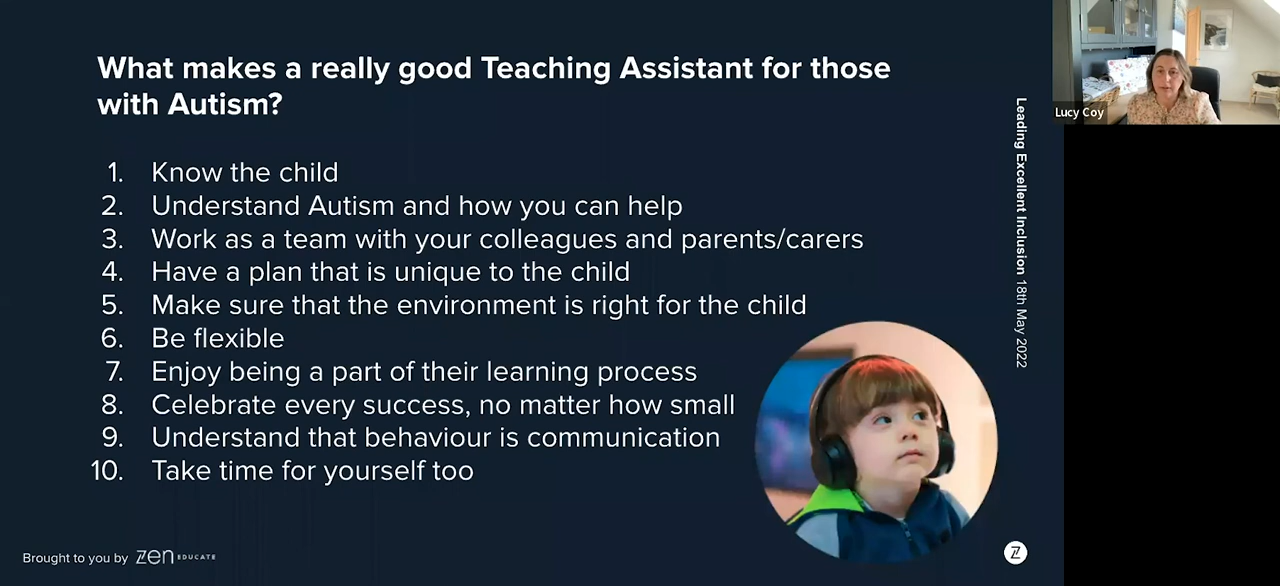 What makes a really good Teaching Assistant for those
with Autism?
1. Know the child
2. Understand Autism and how you can help
3. Work as a team with your colleagues and parents/carers
4. Have a plan that is unique to the child
5. Make sure that the environment is right for the child
6. Be flexible
7. Enjoy being a part of their learning process
8. Celebrate every success, no matter how small
9. Understand that behaviour is communication
10. Take time for yourself too
Brought to you by zen EDUCATE
Leading Excellent Inclusion 18th May 2022
Z
Lucy Coy